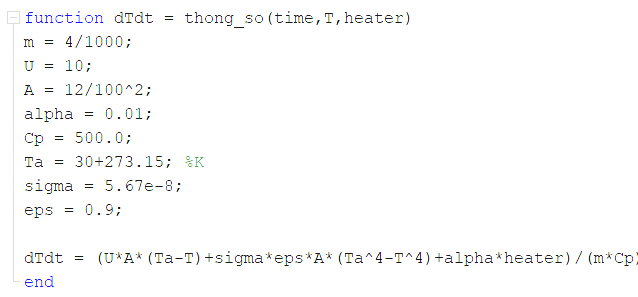 function dTdt = thong_so(time,T,heater)
m = 4/1000;
U = 10;
A = 12/100^2;
alpha = 0.01;
Cp = 500.0;
Ta = 30+273.15; %K
sigma = 5.67e-8;
eps = 0.9;
dTdt = (U*A*(Ta-T)+sigma*eps*A*(Ta^4-T^4)+alpha*heater)/(m*Cp)
end